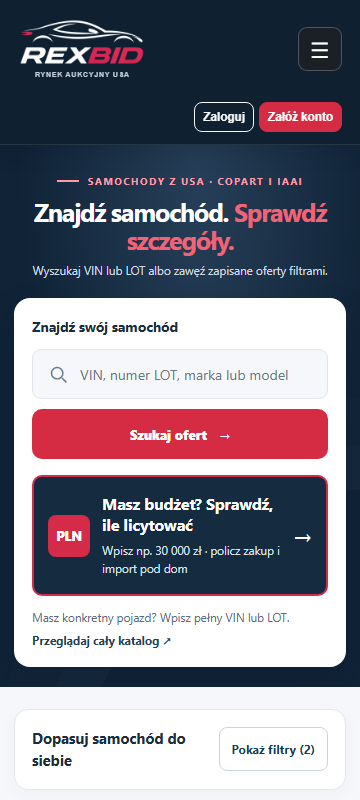 REXBID
RYNEK AUKCYJNY USA
Zaloguj
Załóż konto
SAMOCHODY Z USA · COPART I IAAI
Znajdź samochód. Sprawdź
szczegóły.
Wyszukaj VIN lub LOT albo zawęź zapisane oferty filtrami.
Znajdź swój samochód
VIN, numer LOT, marka lub model
Szukaj ofert →
PLN
Masz budżet? Sprawdź,
ile licytować
→
Wpisz np. 30 000 zł · policz zakup i
import pod dom
Masz konkretny pojazd? Wpisz pełny VIN lub LOT.
Przeglądaj cały katalog ↗
Dopasuj samochód do
siebie
Pokaż filtry (2)